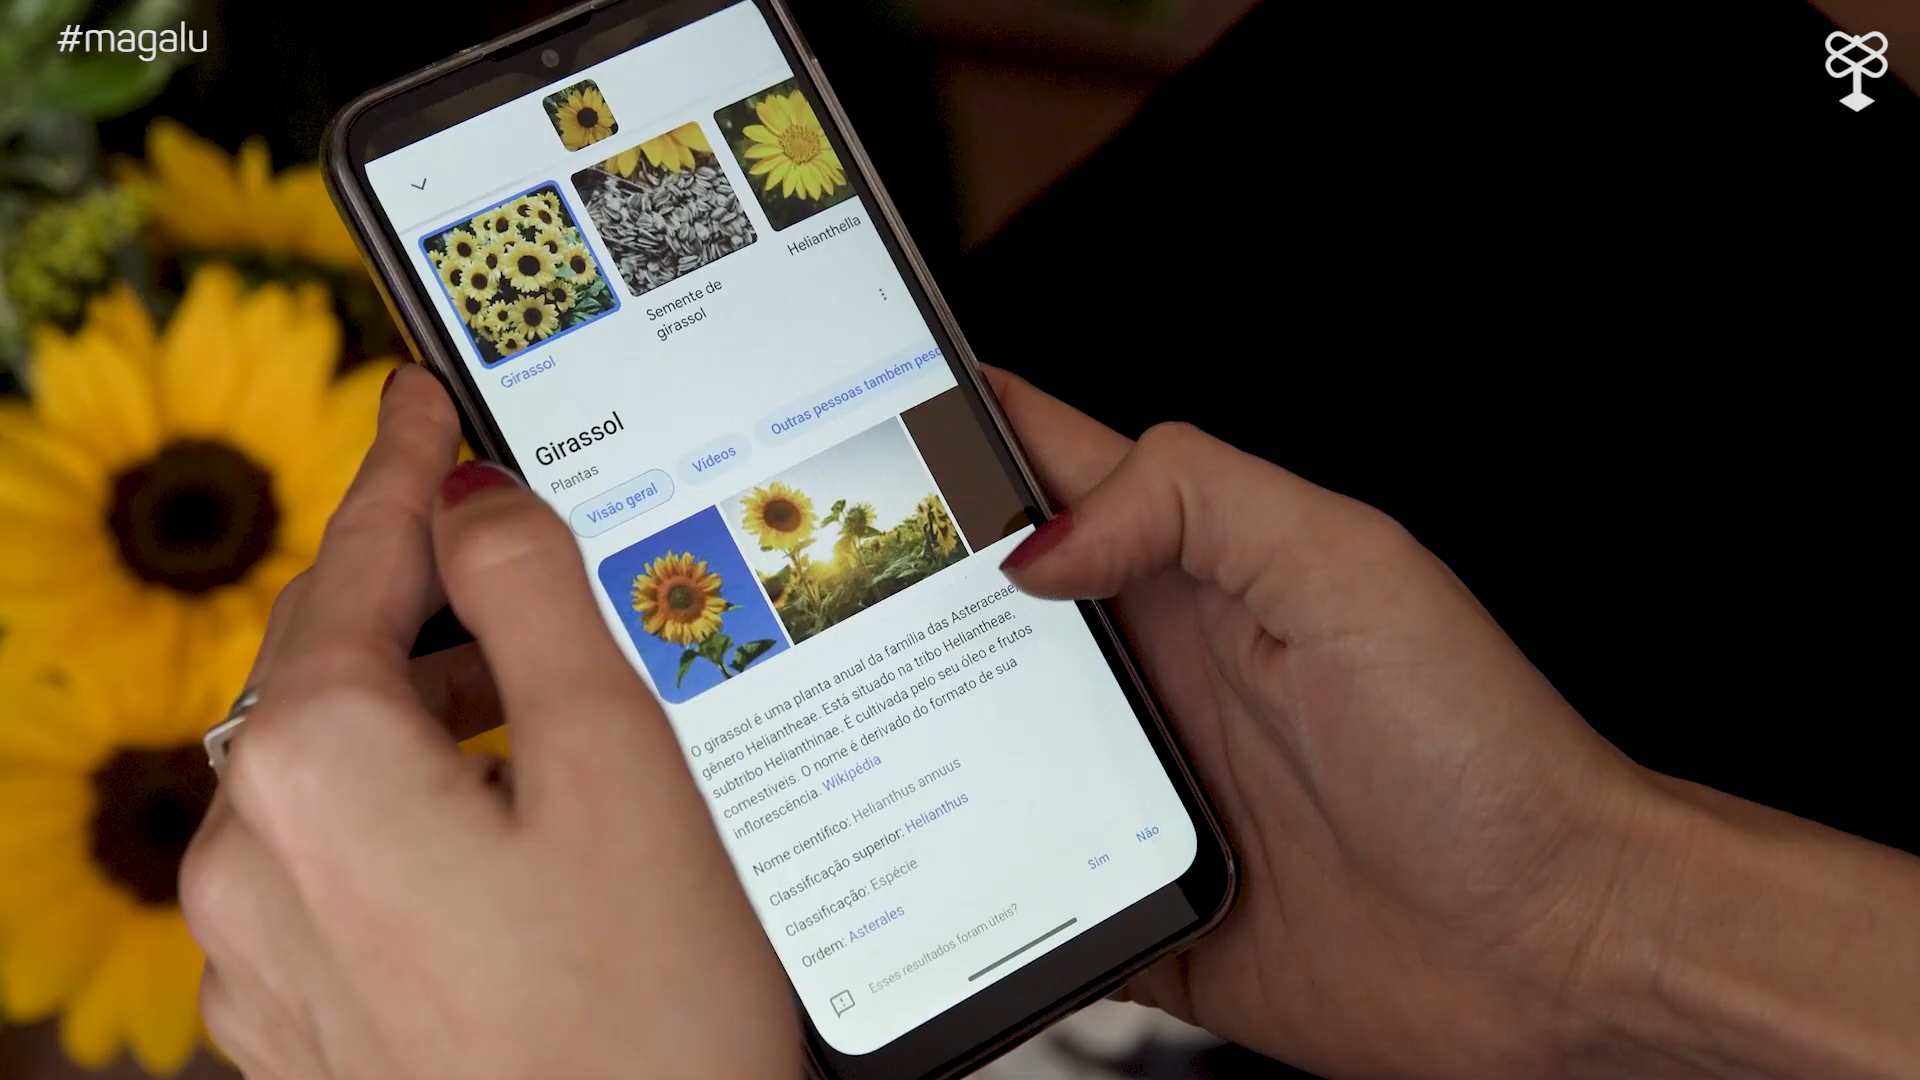 #magalu
Helianthella
Semente de
girassol
Girassol
Girassol
Plantas
Visão geral
Vídeos
Outras pessoas também pesq
O girassol é uma planta anual da família das Asteraceae,
gênero Heliantheae. Está situado na tribo Heliantheae,
subtribo Helianthinae. É cultivada pelo seu óleo e frutos
comestíveis. O nome é derivado do formato de sua
inflorescência. Wikipédia
Nome científico: Helianthus annuus
Classificação superior: Helianthus
Classificação: Espécie
Ordem: Asterales
Esses resultados foram úteis?
Sim
Não